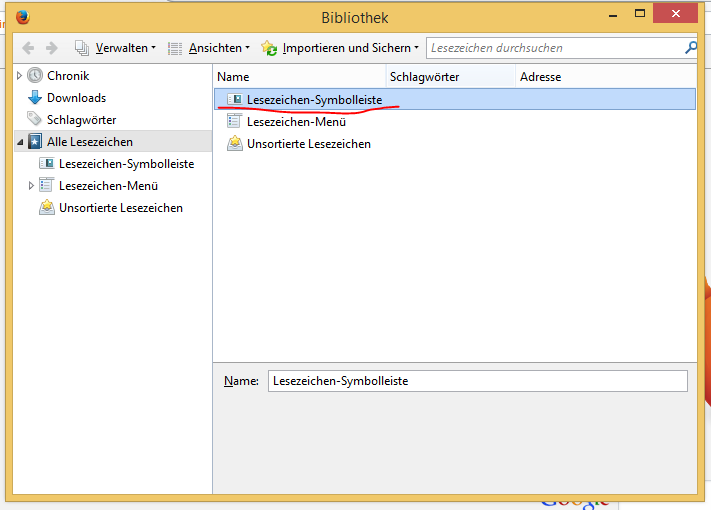 Bibliothek
Verwalten Ansichten Importieren und Sichern Lesezeichen durchsuchen
Chronik
Downloads
Schlagwörter
Alle Lesezeichen
Lesezeichen-Symbolleiste
Lesezeichen-Menü
Unsortierte Lesezeichen
Name Schlagwörter Adresse
Lesezeichen-Symbolleiste
Lesezeichen-Menü
Unsortierte Lesezeichen
Name: Lesezeichen-Symbolleiste
Google